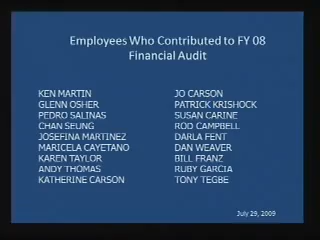 Employees Who Contributed to FY 08
Financial Audit
KEN MARTIN
GLENN OSHER
PEDRO SALINAS
CHAN SEUNG
JOSEFINA MARTINEZ
MARICELA CAYETANO
KAREN TAYLOR
ANDY THOMAS
KATHERINE CARSON
JO CARSON
PATRICK KRISHOCK
SUSAN CARINE
ROD CAMPBELL
DARLA FENT
DAN WEAVER
BILL FRANZ
RUBY GARCIA
TONY TEGBE
July 29, 2009